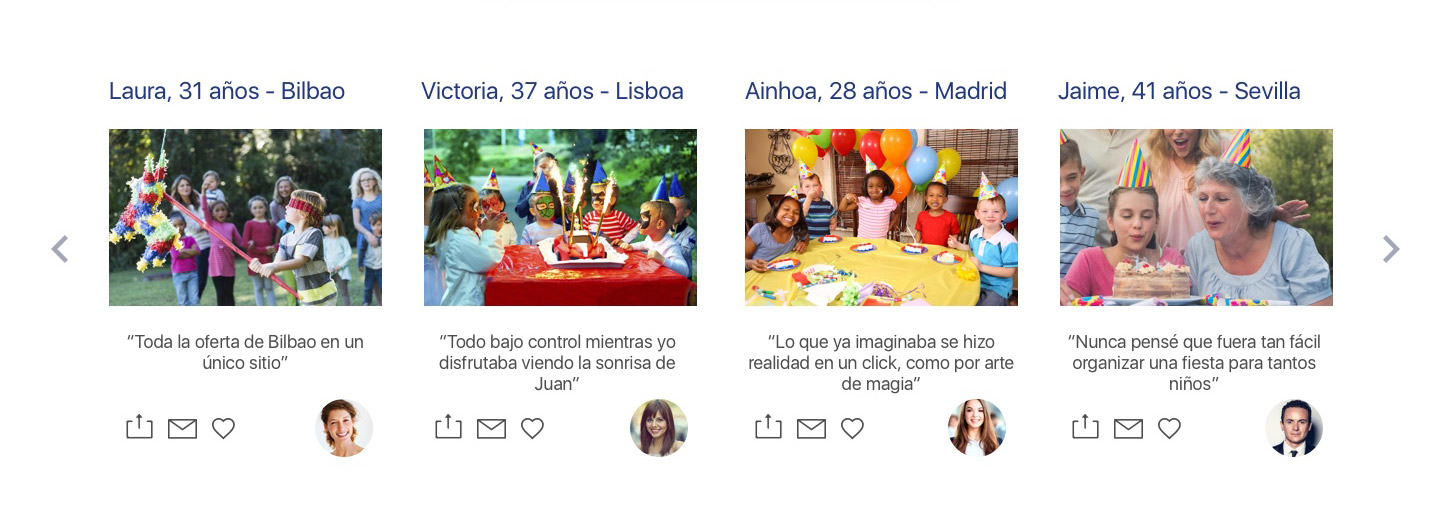 Laura, 31 años - Bilbao
Victoria, 37 años - Lisboa
Ainhoa, 28 años - Madrid
Jaime, 41 años - Sevilla
”Toda la oferta de Bilbao en un
único sitio”
”Todo bajo control mientras yo
disfrutaba viendo la sonrisa de
Juan”
”Lo que ya imaginaba se hizo
realidad en un click, como por arte
de magia”
”Nunca pensé que fuera tan fácil
organizar una fiesta para tantos
niños”